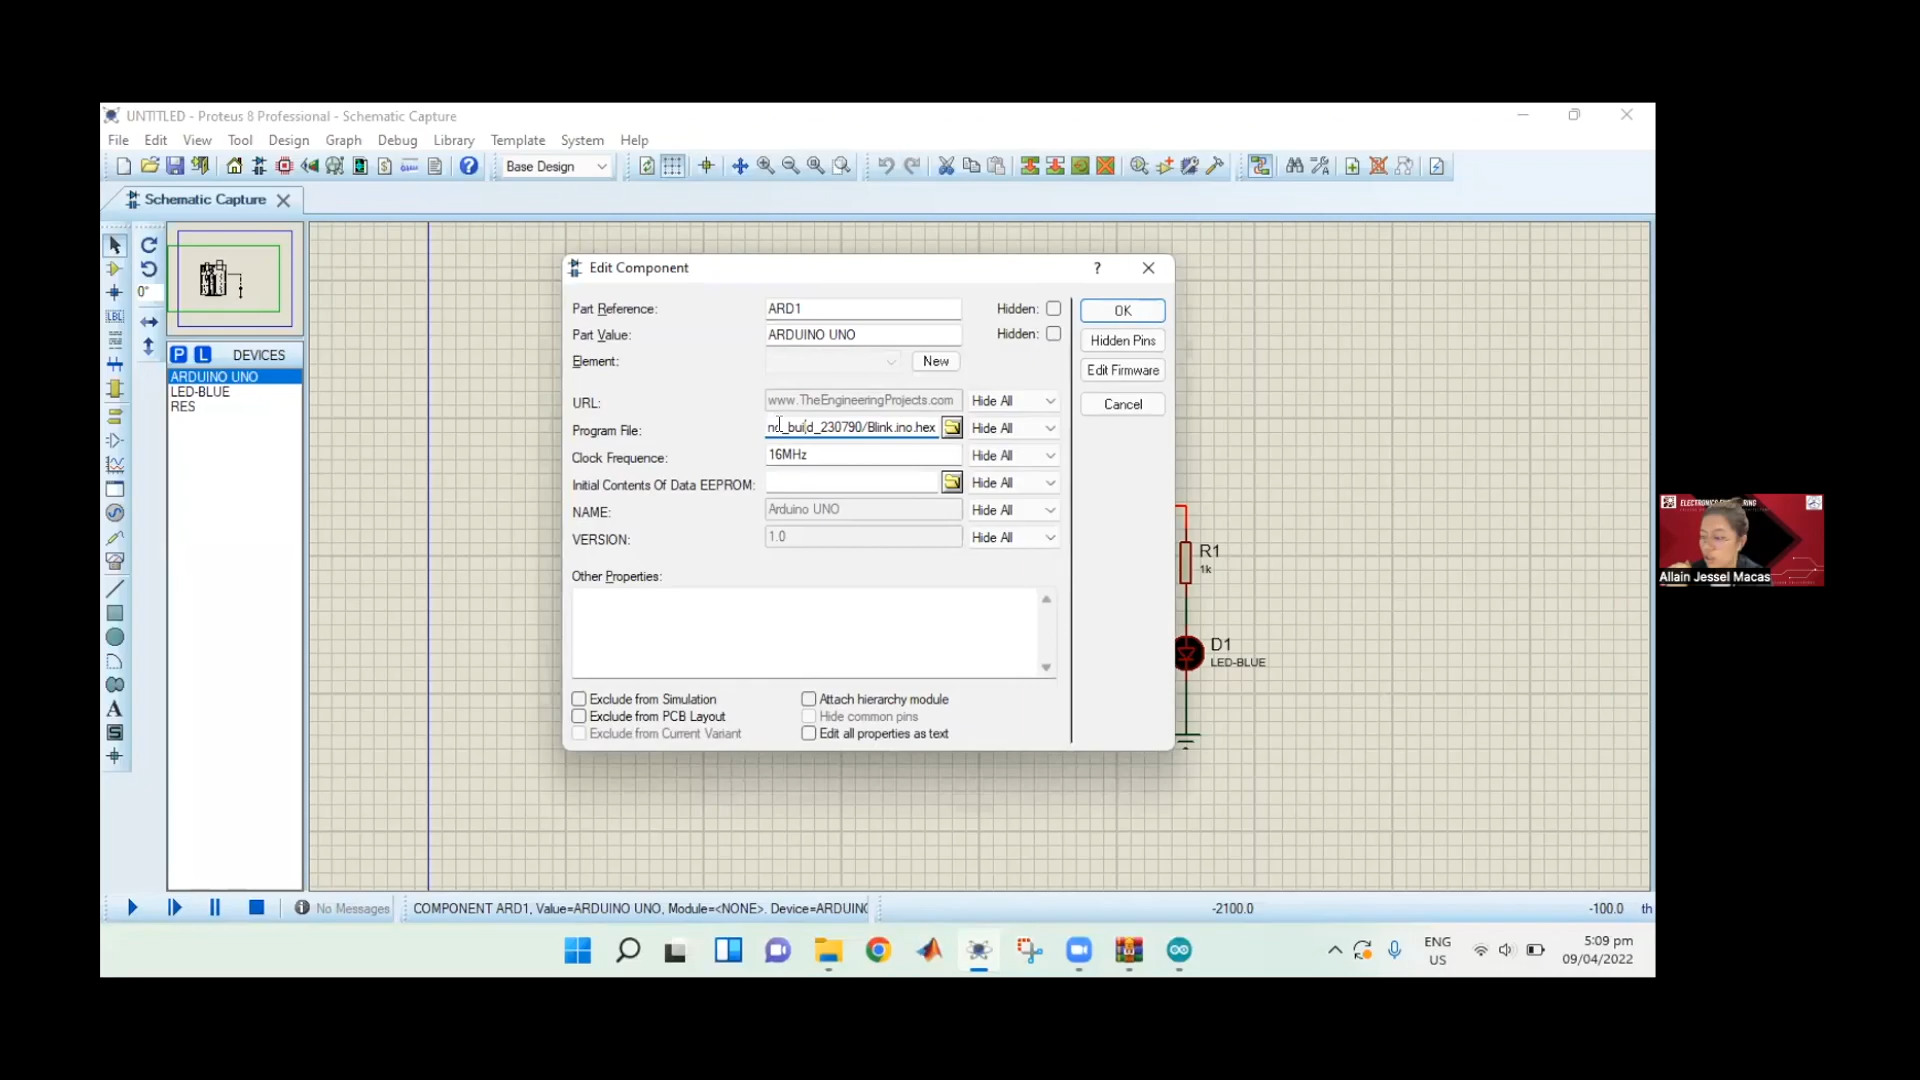 UNTITLED - Proteus 8 Professional - Schematic Capture
File Edit View Tool Design Graph Debug Library Template System Help
Base Design
Schematic Capture
0°
LBL
P L DEVICES
ARDUINO UNO
LED-BLUE
RES
A
S
Edit Component
?
Part Reference: ARD1 Hidden: OK
Part Value: ARDUINO UNO Hidden:
Hidden Pins
Element: New
Edit Firmware
URL: www.TheEngineeringProjects.com Hide All
Cancel
Program File: no_build_230790/Blink.ino.hex Hide All
Clock Frequence: 16MHz Hide All
Initial Contents Of Data EEPROM: Hide All
NAME: Arduino UNO Hide All
VERSION: 1.0 Hide All
Other Properties:
Exclude from Simulation Attach hierarchy module
Exclude from PCB Layout Hide common pins
Exclude from Current Variant Edit all properties as text
R1
1k
D1
LED-BLUE
ELECTRONICS
Allain Jessel Macas
No Messages COMPONENT ARD1, Value=ARDUINO UNO, Module=<NONE>. Device=ARDUIN -2100.0 -100.0 th
ENG
US
5:09 pm
09/04/2022